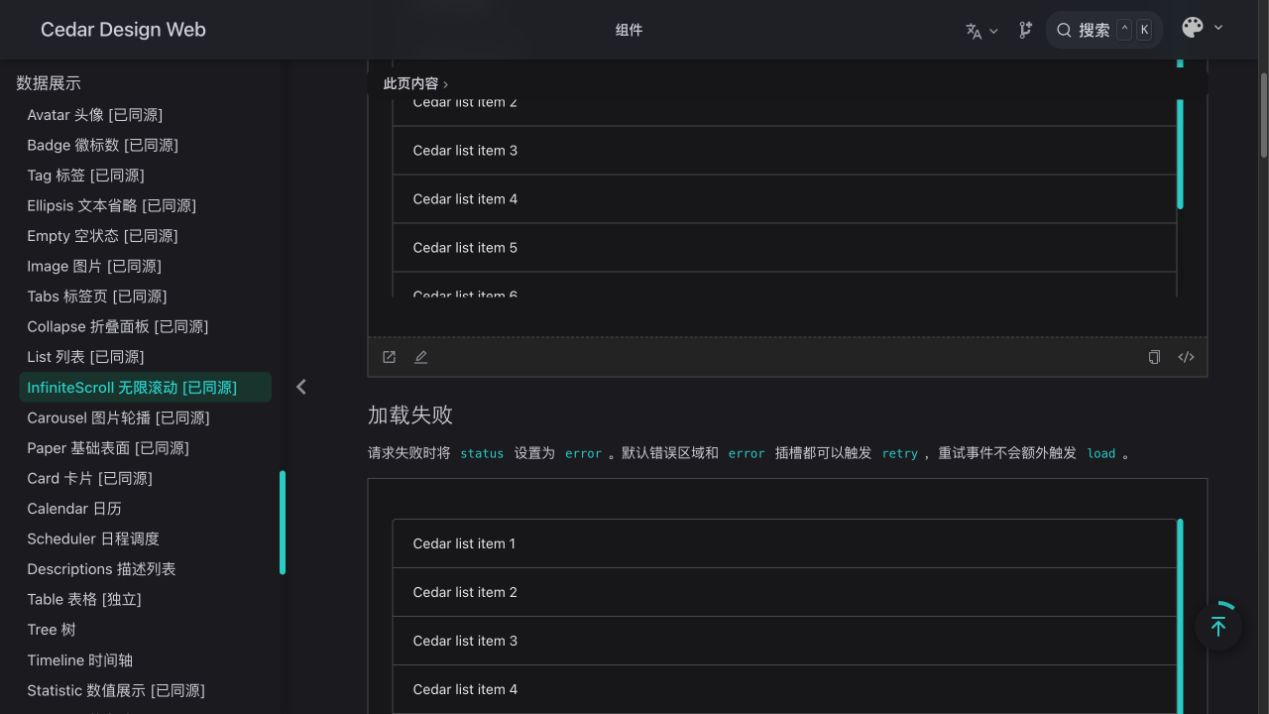 Cedar Design Web
组件
搜索 ^ K
数据展示
Avatar 头像 [已同源]
Badge 徽标数 [已同源]
Tag 标签 [已同源]
Ellipsis 文本省略 [已同源]
Empty 空状态 [已同源]
Image 图片 [已同源]
Tabs 标签页 [已同源]
Collapse 折叠面板 [已同源]
List 列表 [已同源]
InfiniteScroll 无限滚动 [已同源]
Carousel 图片轮播 [已同源]
Paper 基础表面 [已同源]
Card 卡片 [已同源]
Calendar 日历
Scheduler 日程调度
Descriptions 描述列表
Table 表格 [独立]
Tree 树
Timeline 时间轴
Statistic 数值展示 [已同源]
此页内容 ›
Cedar list item 2
Cedar list item 3
Cedar list item 4
Cedar list item 5
Cedar list item 6
加载失败
请求失败时将 status 设置为 error 。默认错误区域和 error 插槽都可以触发 retry ，重试事件不会额外触发 load 。
Cedar list item 1
Cedar list item 2
Cedar list item 3
Cedar list item 4